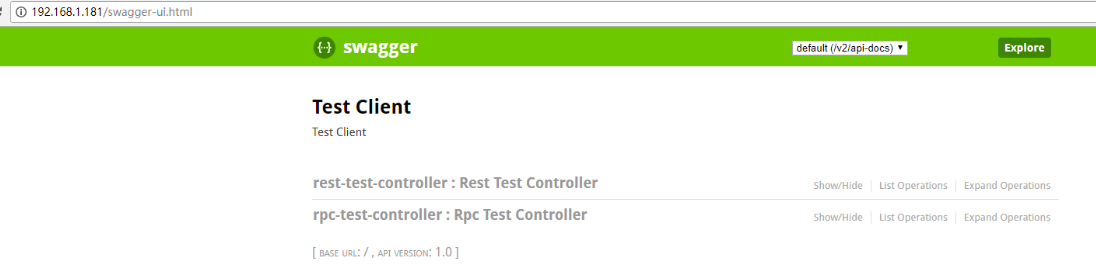 192.168.1.181/swagger-ui.html
{··} swagger default (/v2/api-docs) Explore
Test Client
Test Client
rest-test-controller : Rest Test Controller Show/Hide List Operations Expand Operations
rpc-test-controller : Rpc Test Controller Show/Hide List Operations Expand Operations
[ BASE URL: / , API VERSION: 1.0 ]